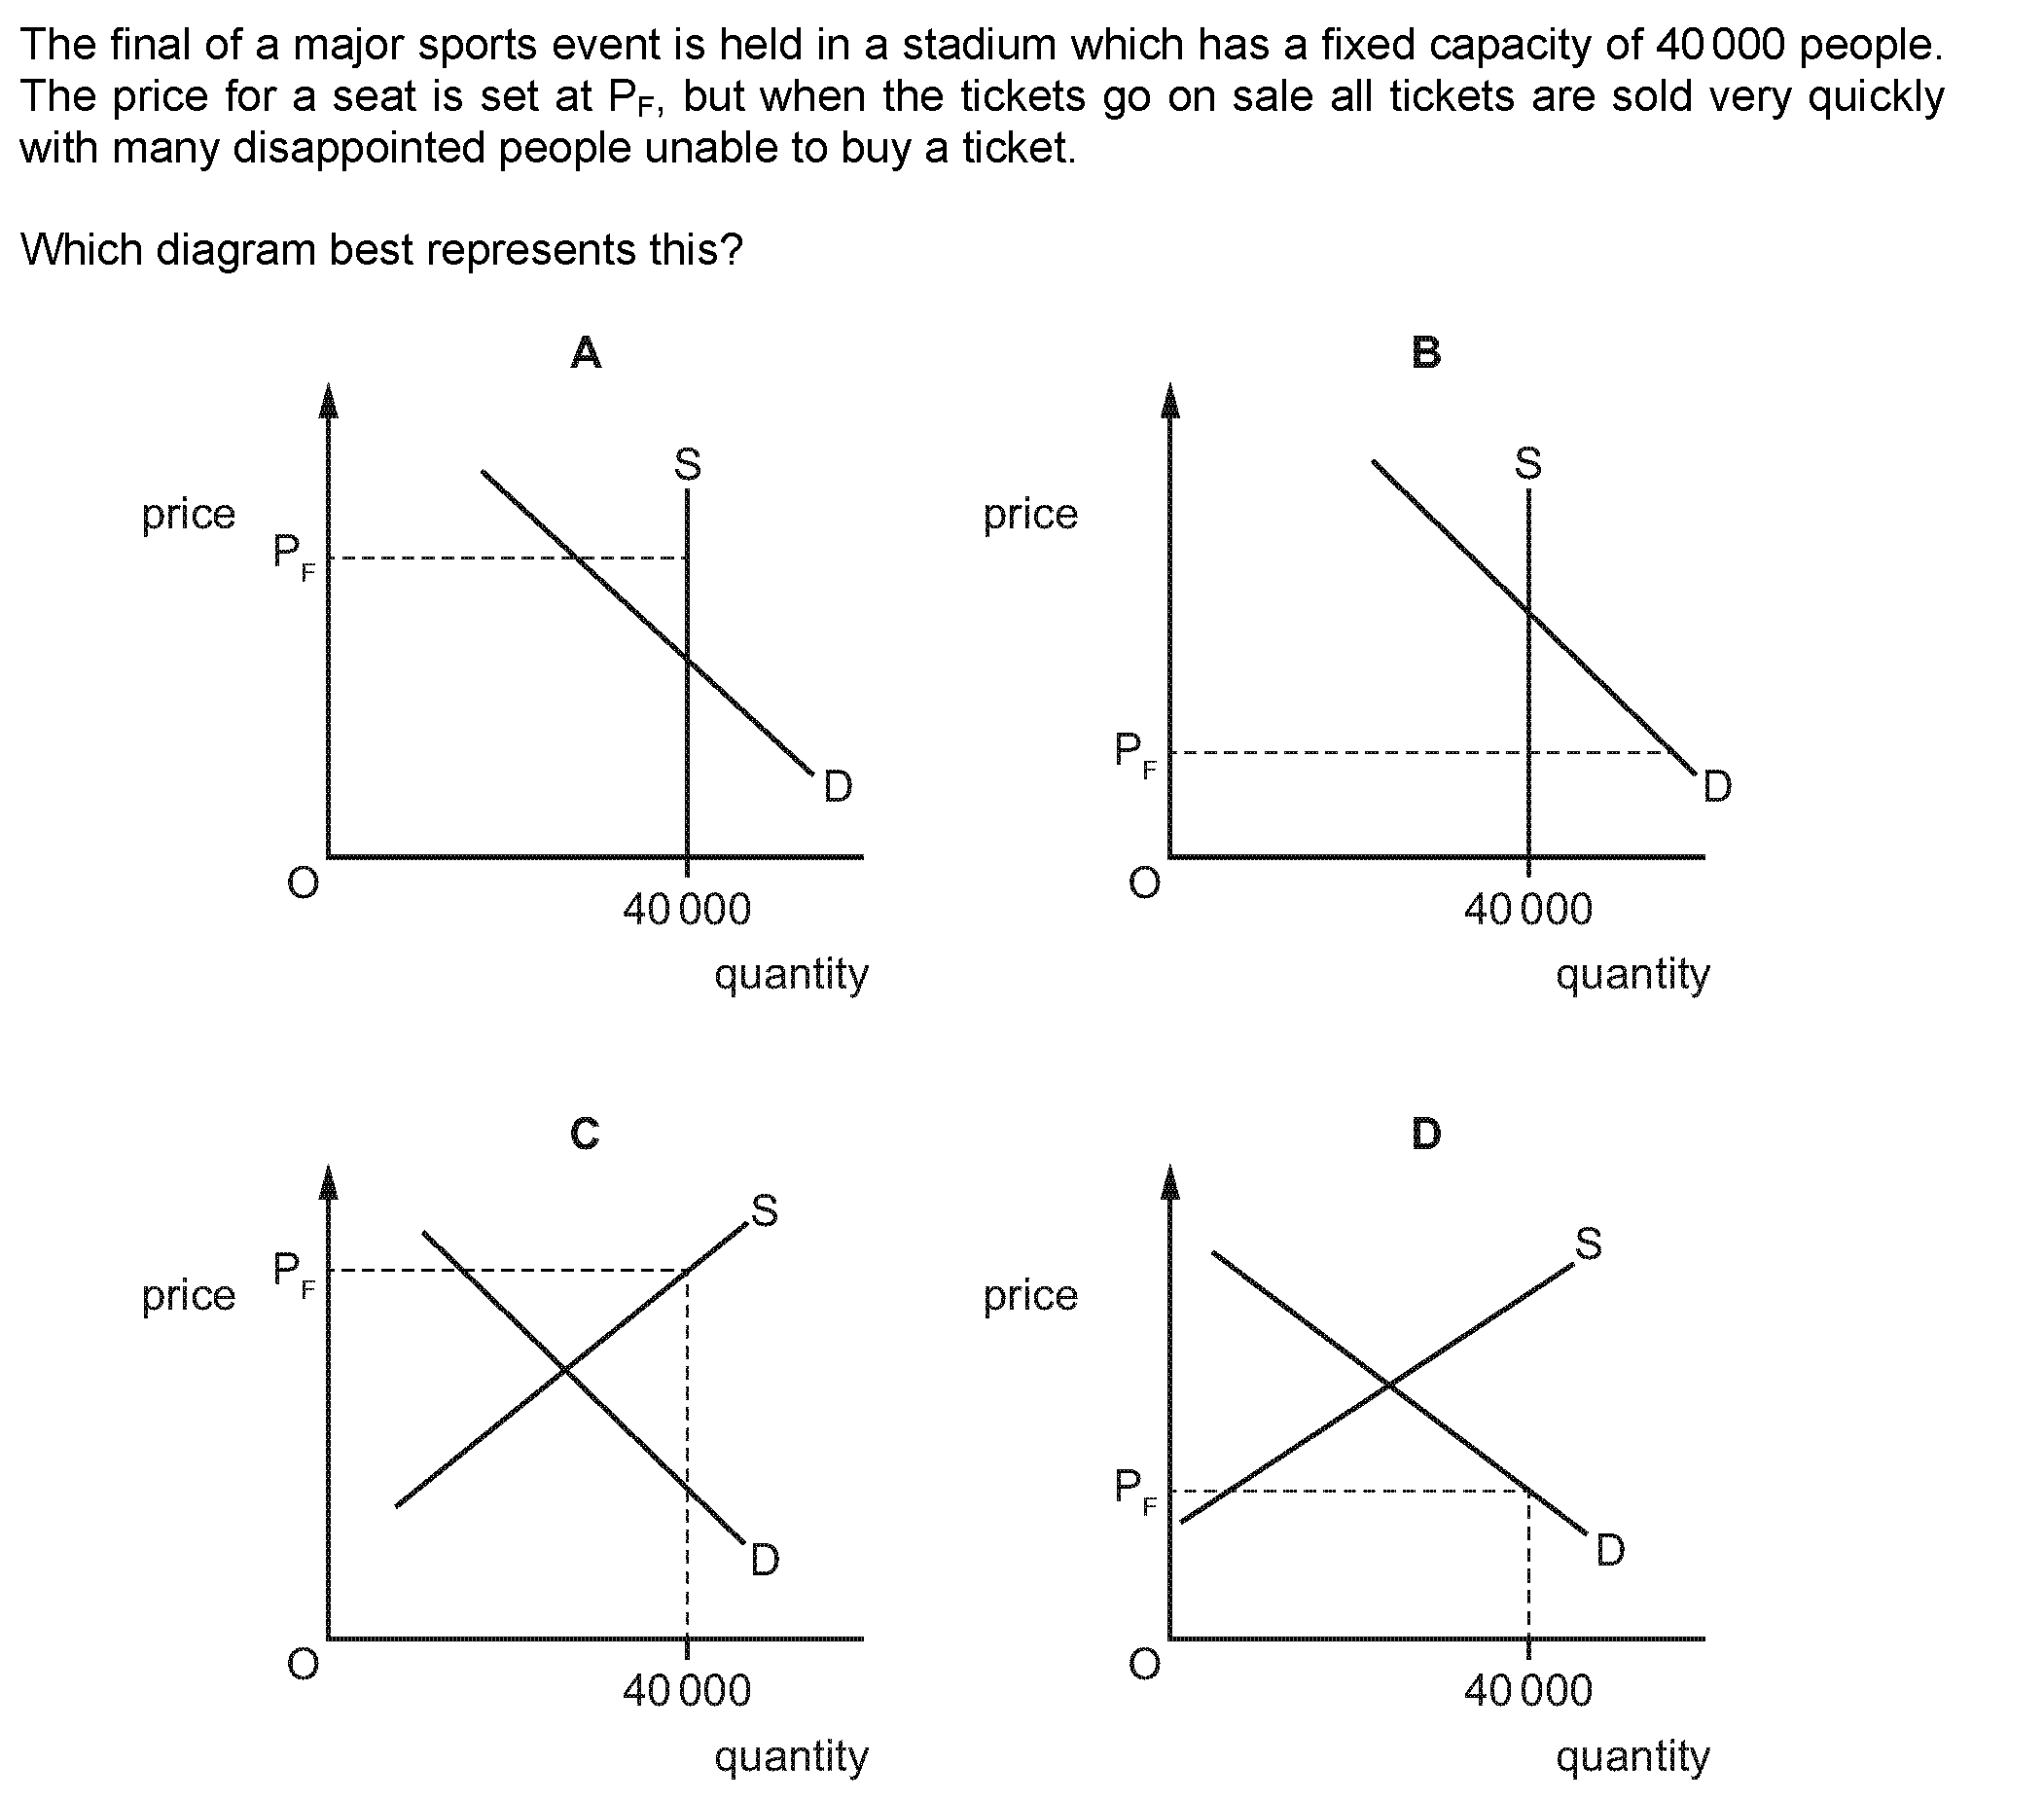 The final of a major sports event is held in a stadium which has a fixed capacity of 40 000 people.
The price for a seat is set at PF, but when the tickets go on sale all tickets are sold very quickly
with many disappointed people unable to buy a ticket.
Which diagram best represents this?
A
price
PF
S
D
O
40 000
quantity
B
price
PF
S
D
O
40 000
quantity
C
price
PF
S
D
O
40 000
quantity
D
price
PF
S
D
O
40 000
quantity